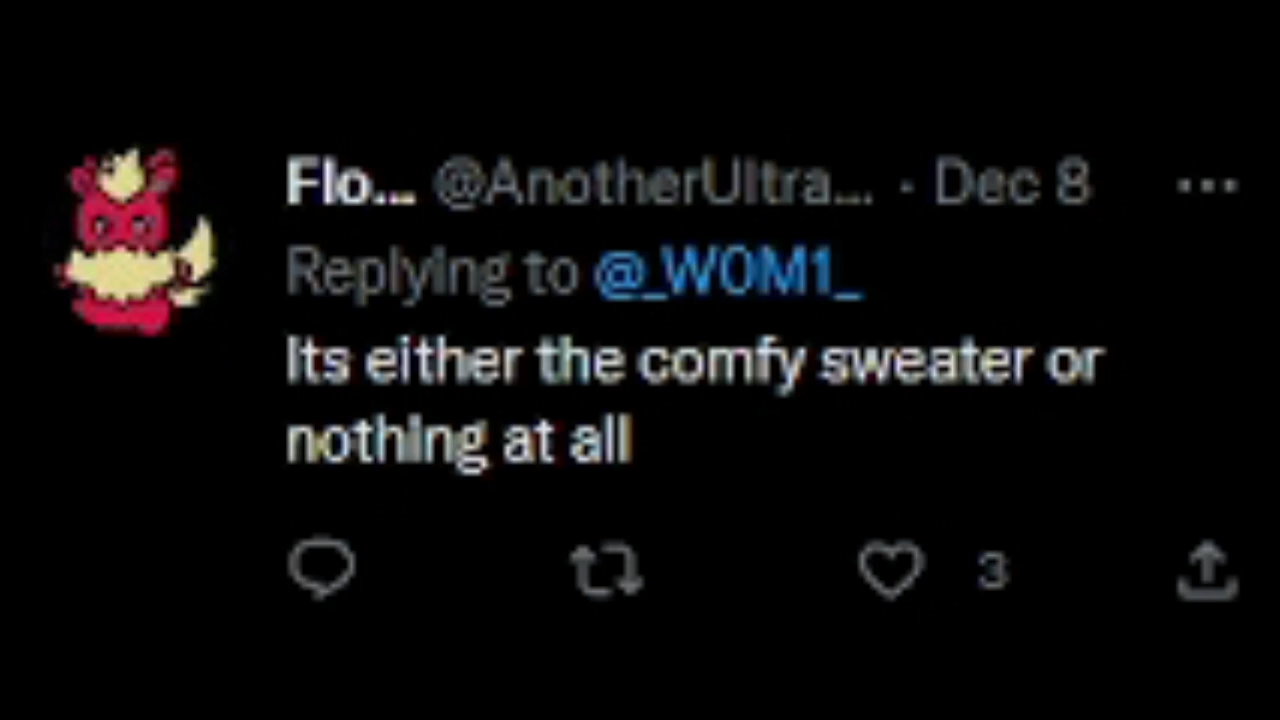 Flo... @AnotherUltra... · Dec 8 ...
Replying to @_W0M1_
Its either the comfy sweater or
nothing at all
3